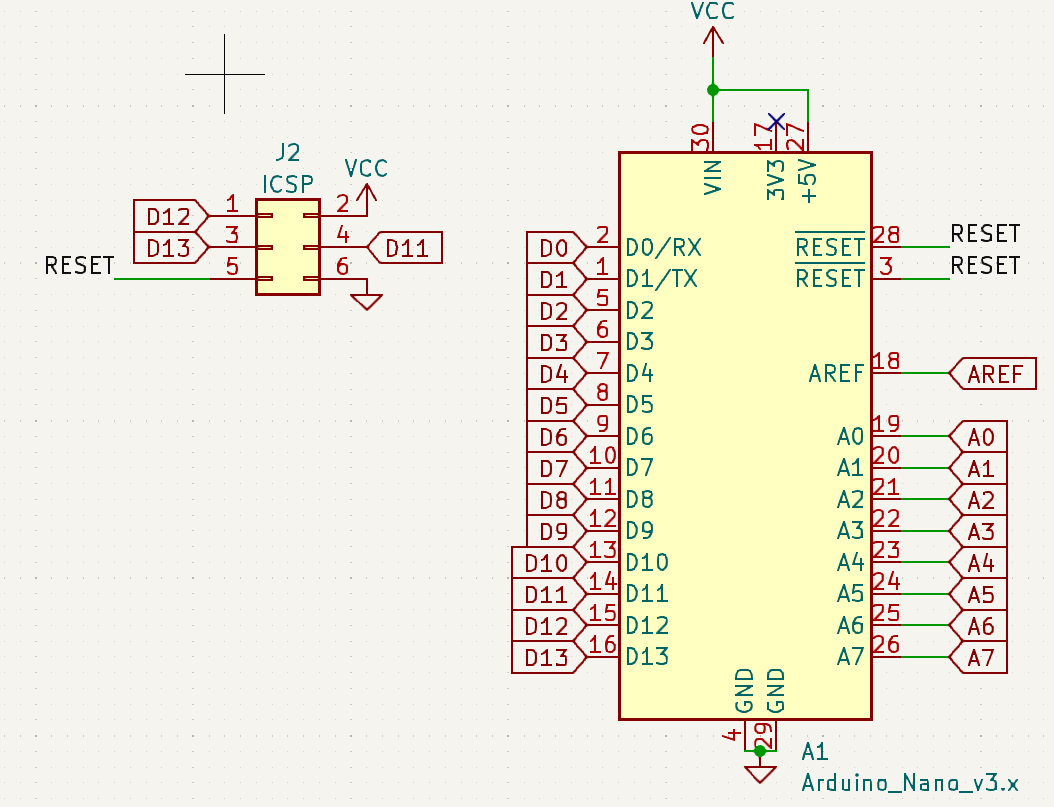 VCC
J2
ICSP
VCC
D12 1 2
D13 3 4 D11
RESET 5 6
30 17 27
VIN 3V3 +5V
D0 2 D0/RX RESET 28 RESET
D1 1 D1/TX RESET 3 RESET
D2 5 D2
D3 6 D3
D4 7 D4 AREF 18 AREF
D5 8 D5
D6 9 D6 A0 19 A0
D7 10 D7 A1 20 A1
D8 11 D8 A2 21 A2
D9 12 D9 A3 22 A3
D10 13 D10 A4 23 A4
D11 14 D11 A5 24 A5
D12 15 D12 A6 25 A6
D13 16 D13 A7 26 A7
GND GND
4 29
A1
Arduino_Nano_v3.x